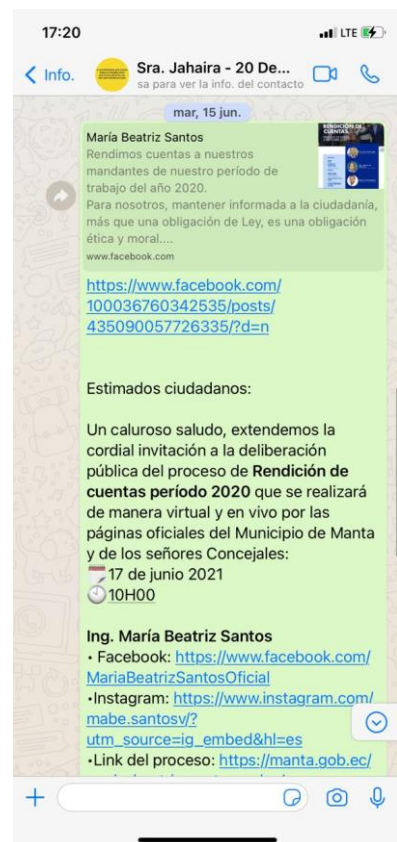 17:20
LTE
Info.
Sra. Jahaira - 20 De...
sa para ver la info. del contacto
mar, 15 jun.
María Beatriz Santos
Rendimos cuentas a nuestros
mandantes de nuestro período de
trabajo del año 2020.
Para nosotros, mantener informada a la ciudadanía,
más que una obligación de Ley, es una obligación
ética y moral....
www.facebook.com
RENDICIÓN DE
CUENTAS
https://www.facebook.com/
100036760342535/posts/
435090057726335/?d=n
Estimados ciudadanos:
Un caluroso saludo, extendemos la
cordial invitación a la deliberación
pública del proceso de Rendición de
cuentas período 2020 que se realizará
de manera virtual y en vivo por las
páginas oficiales del Municipio de Manta
y de los señores Concejales:
17 de junio 2021
10H00
Ing. María Beatriz Santos
• Facebook: https://www.facebook.com/
MariaBeatrizSantosOficial
•Instagram: https://www.instagram.com/
mabe.santosv/?
utm_source=ig_embed&hl=es
•Link del proceso: https://manta.gob.ec/